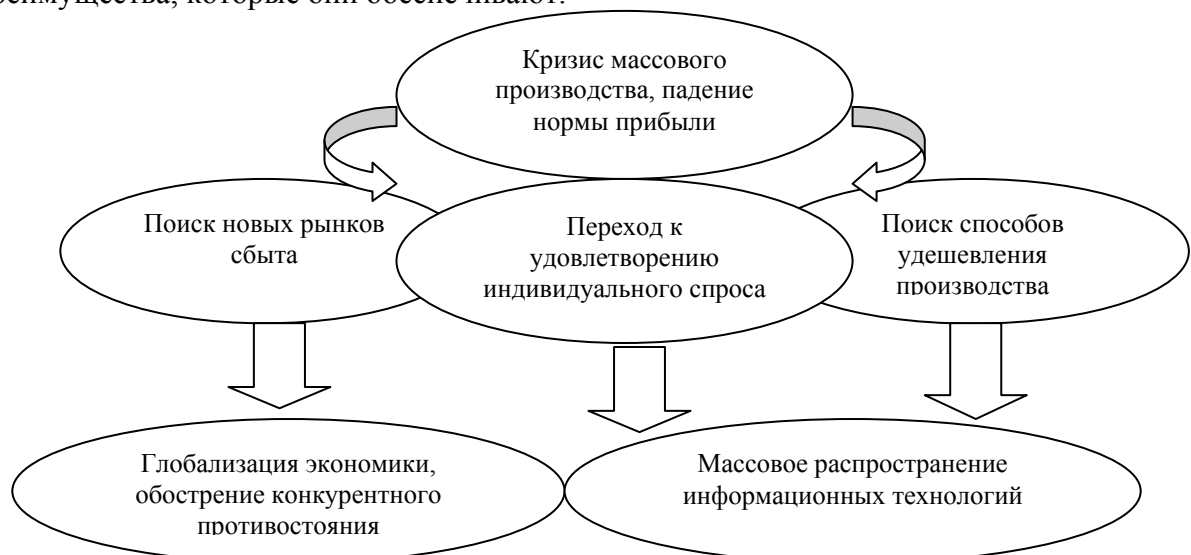 преимущества, которые они обеспечивают:
Кризис массового
производства, падение
нормы прибыли
Поиск новых рынков
сбыта
Переход к
удовлетворению
индивидуального спроса
Поиск способов
удешевления
производства
Глобализация экономики,
обострение конкурентного
противостояния
Массовое распространение
информационных технологий